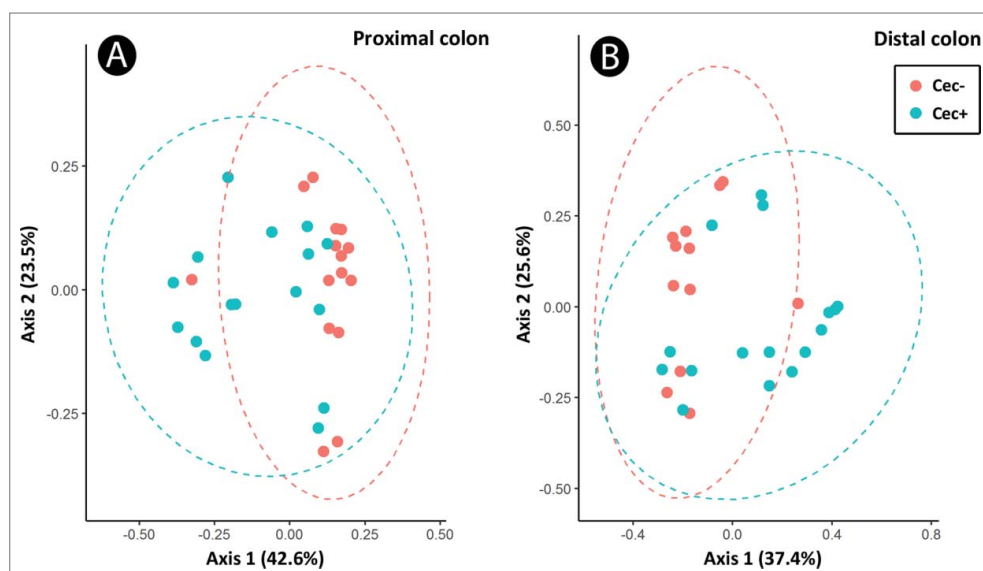 A
Proximal colon
Axis 2 (23.5%)
0.25
0.00
-0.25
-0.50
-0.25
0.00
0.25
0.50
Axis 1 (42.6%)
B
Distal colon
Cec-
Cec+
Axis 2 (25.6%)
0.50
0.25
0.00
-0.25
-0.50
-0.4
0.0
0.4
0.8
Axis 1 (37.4%)